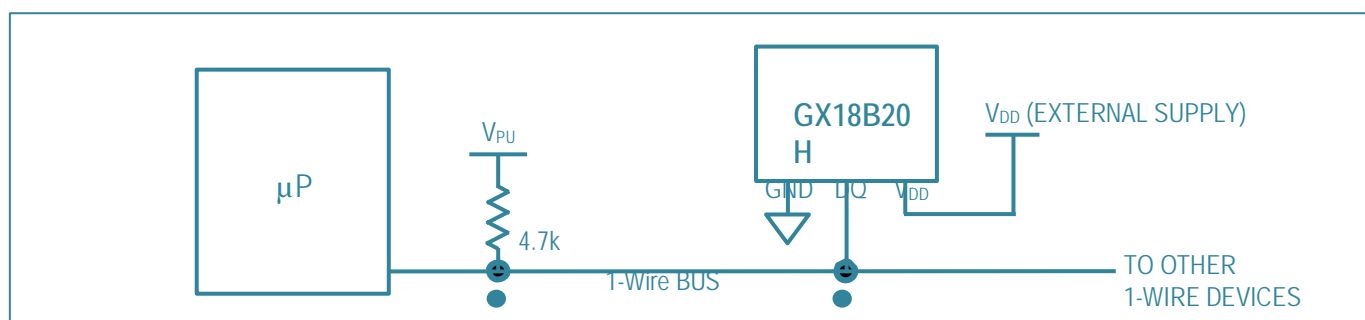 µP
VPU
4.7k
1-Wire BUS
GX18B20
H
GND DQ VDD
VDD (EXTERNAL SUPPLY)
TO OTHER
1-WIRE DEVICES